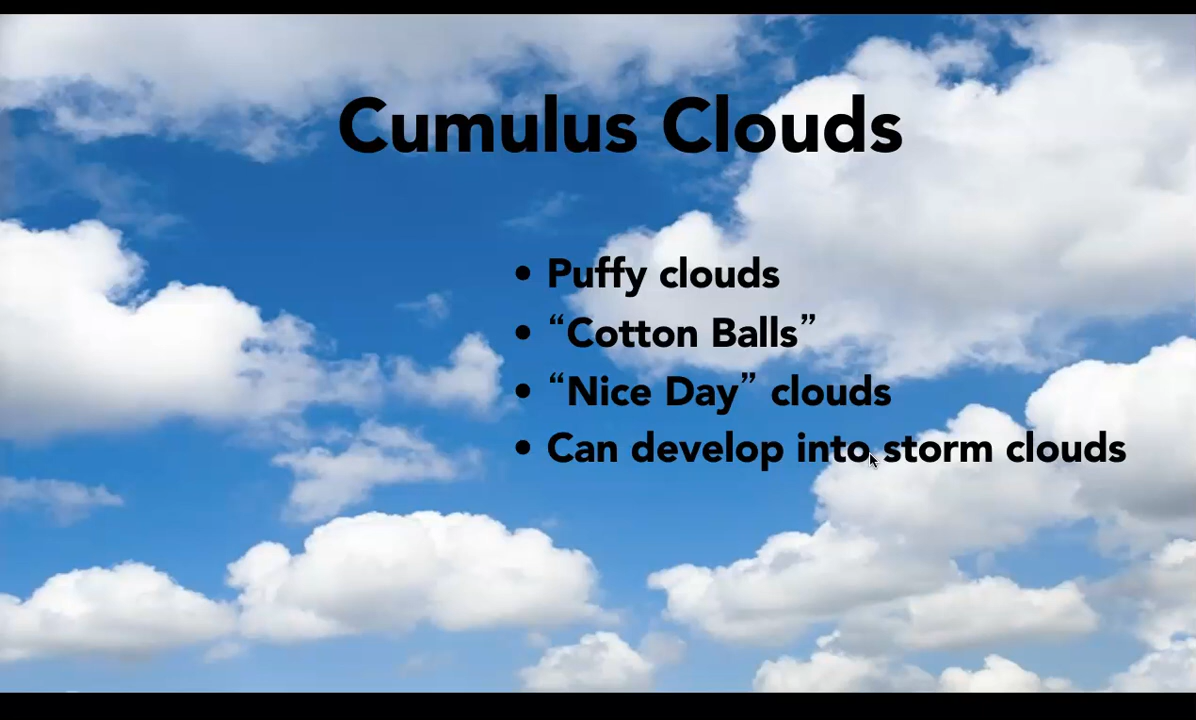 Cumulus Clouds
• Puffy clouds
• “Cotton Balls”
• “Nice Day” clouds
• Can develop into storm clouds